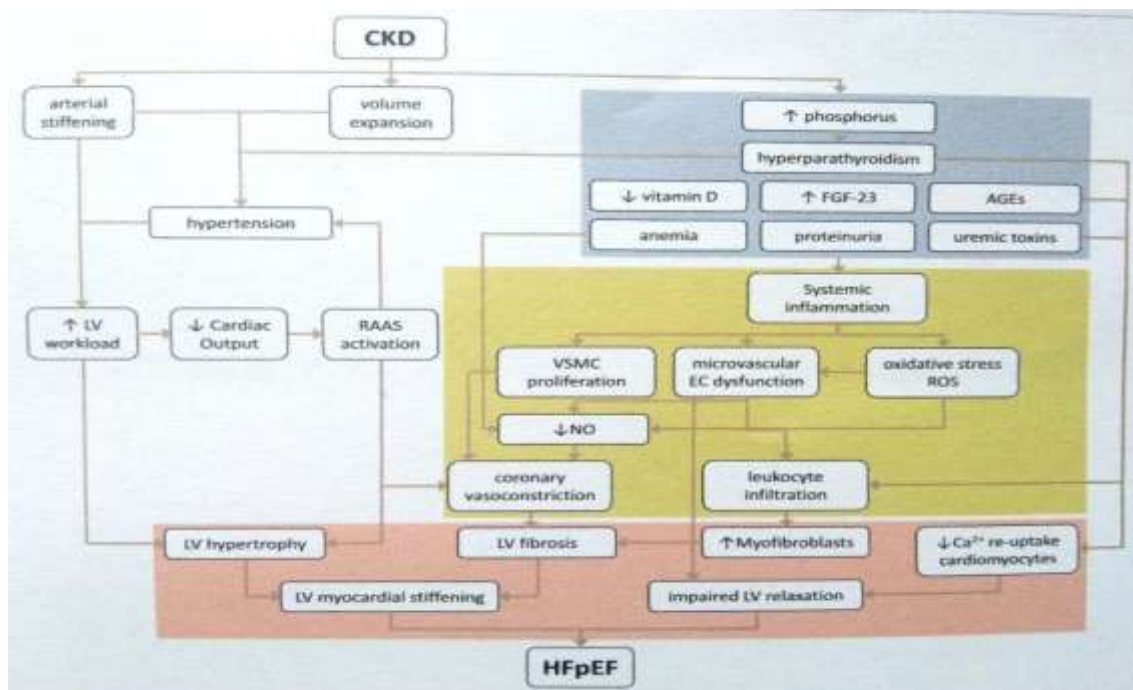 CKD
arterial
stiffening
volume
expansion
↑ phosphorus
hyperparathyroidism
↓ vitamin D
↑ FGF-23
AGEs
hypertension
anemia
proteinuria
uremic toxins
Systemic
inflammation
↑ LV
workload
↓ Cardiac
Output
RAAS
activation
VSMC
proliferation
microvascular
EC dysfunction
oxidative stress
ROS
↓NO
coronary
vasoconstriction
leukocyte
infiltration
LV hypertrophy
LV fibrosis
↑Myofibroblasts
↓Ca²⁺ re-uptake
cardiomyocytes
LV myocardial stiffening
impaired LV relaxation
HFpEF